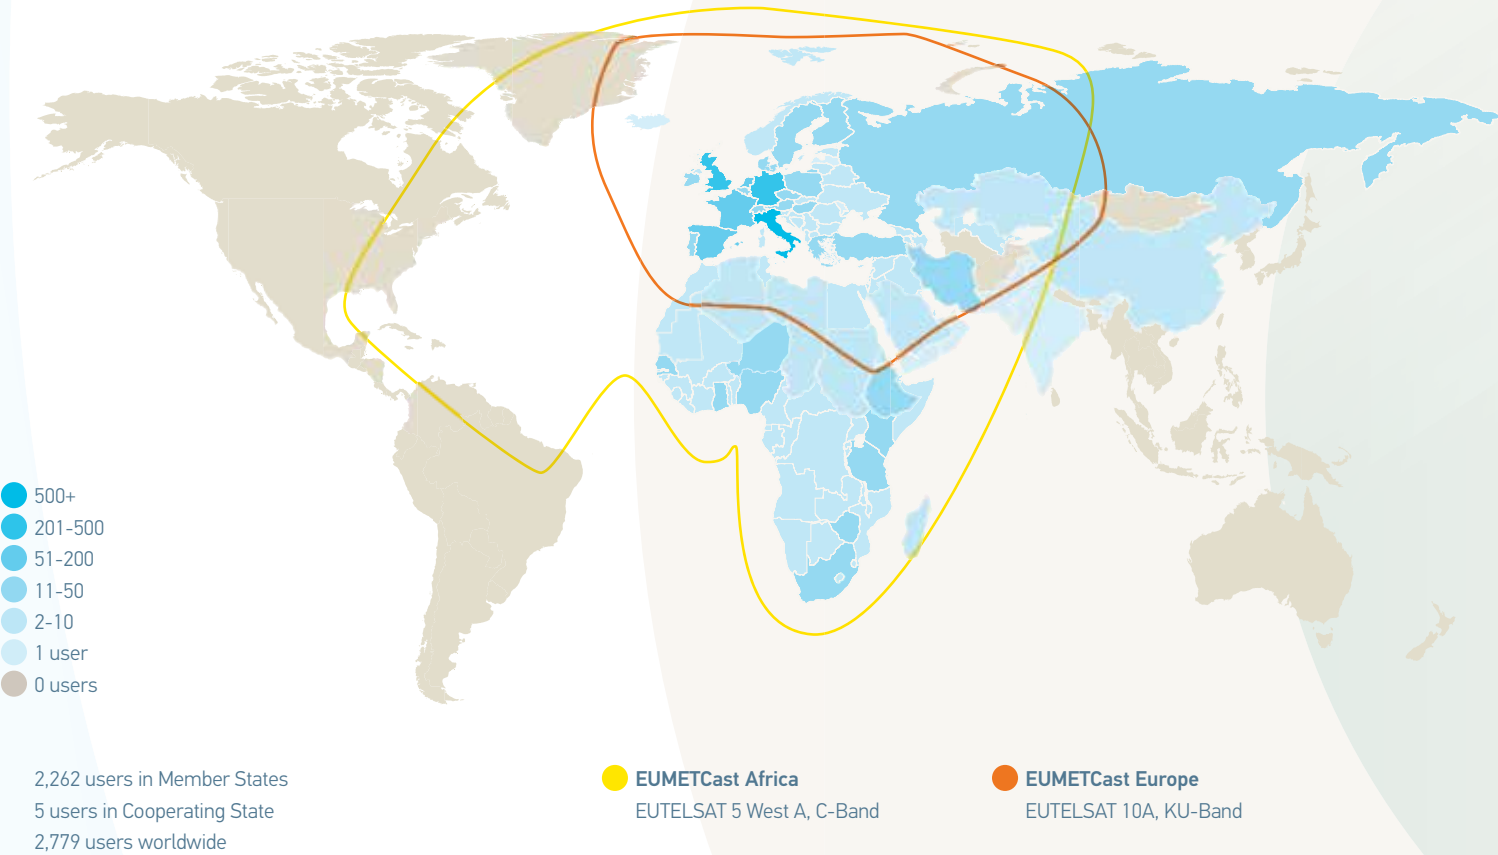 500+
201-500
51-200
11-50
2-10
1 user
0 users
2,262 users in Member States
5 users in Cooperating State
2,779 users worldwide
EUMETCast Africa
EUTELSAT 5 West A, C-Band
EUMETCast Europe
EUTELSAT 10A, KU-Band